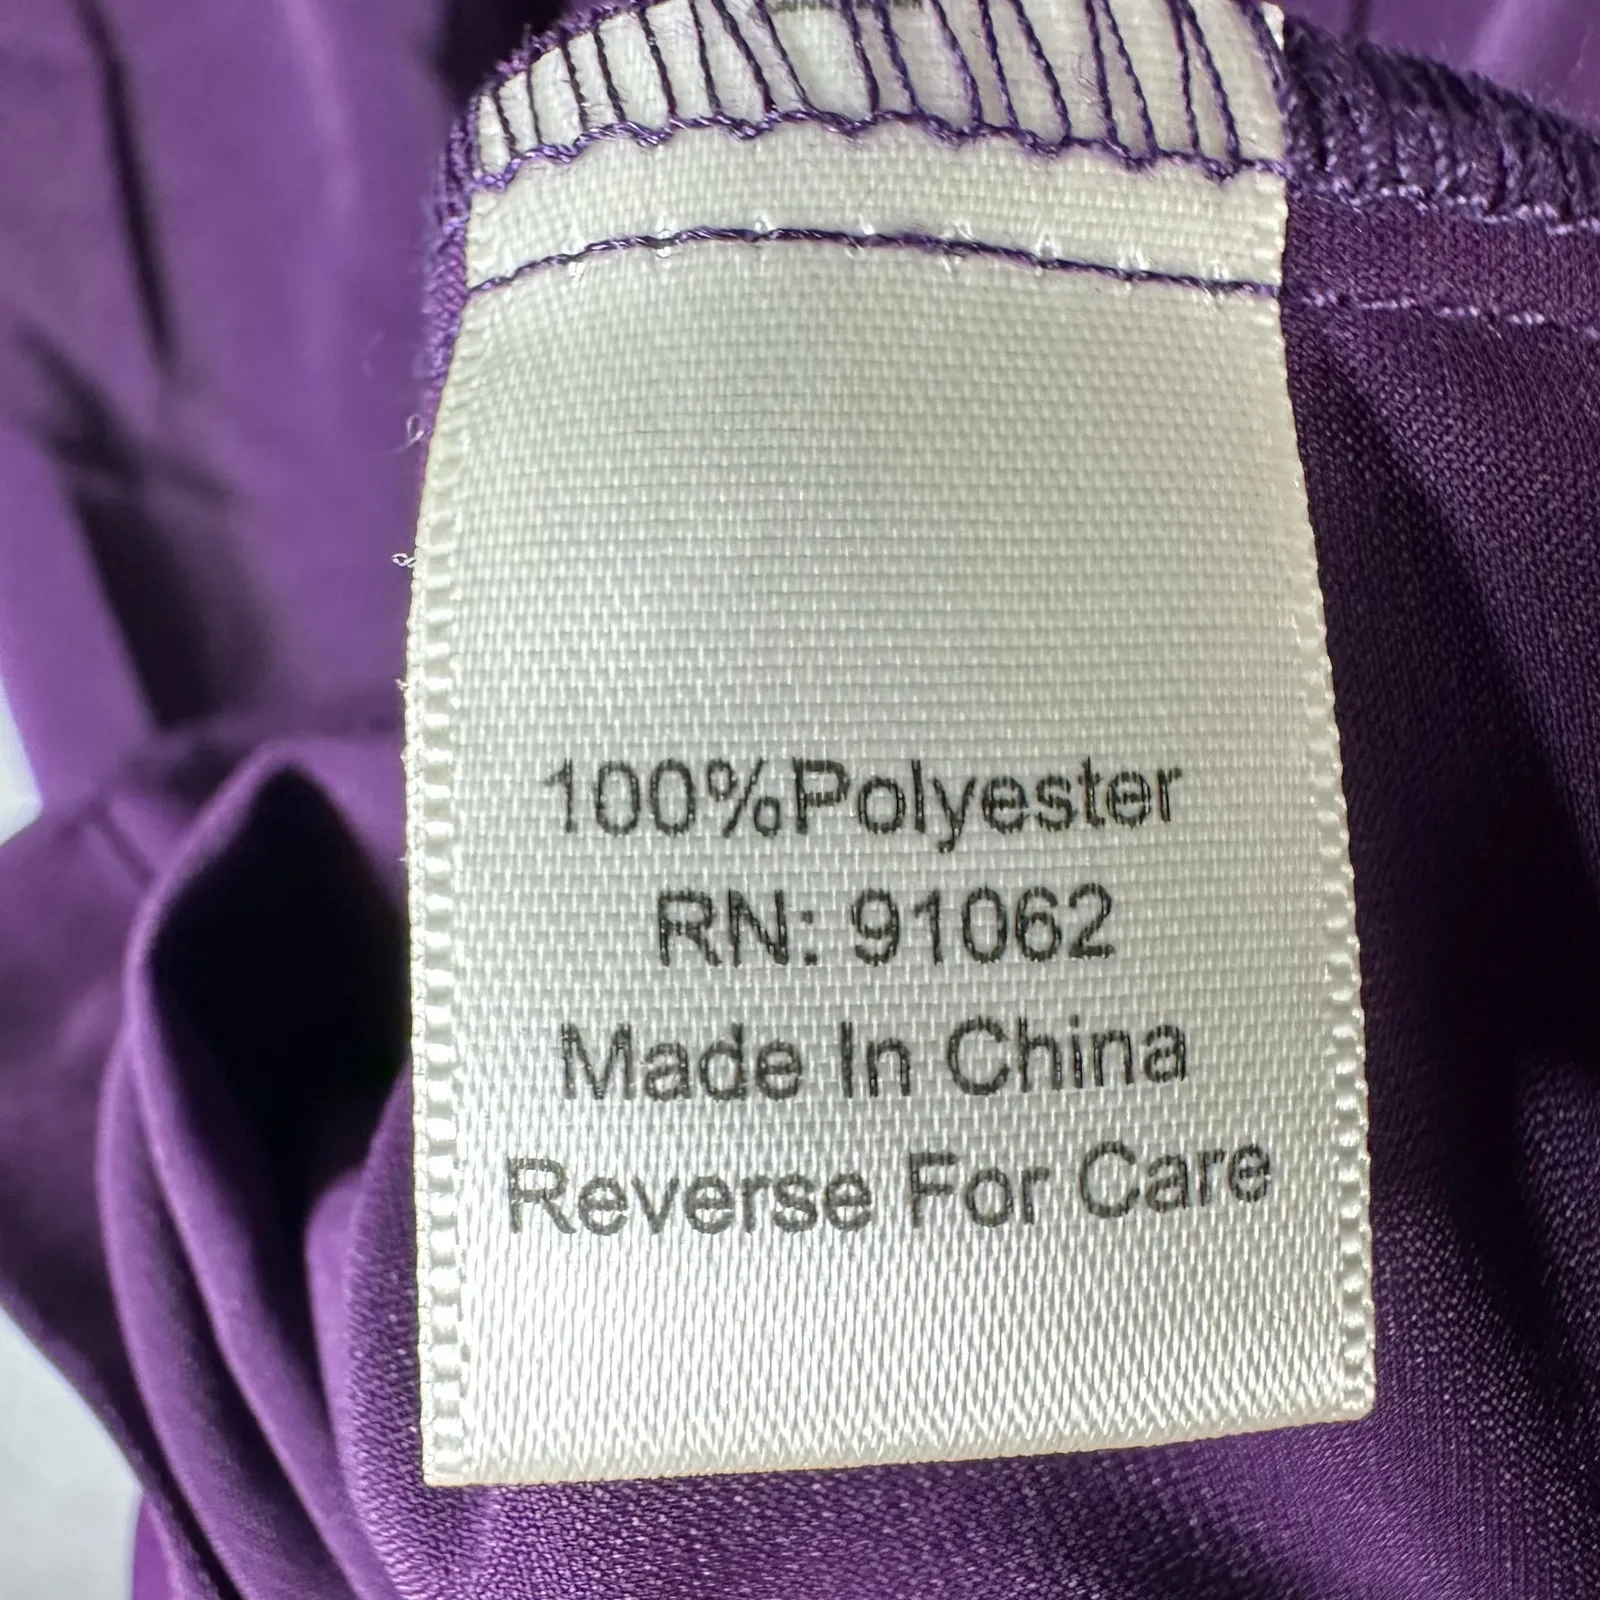 100%Polyester
RN: 91062
Made In China
Reverse For Care